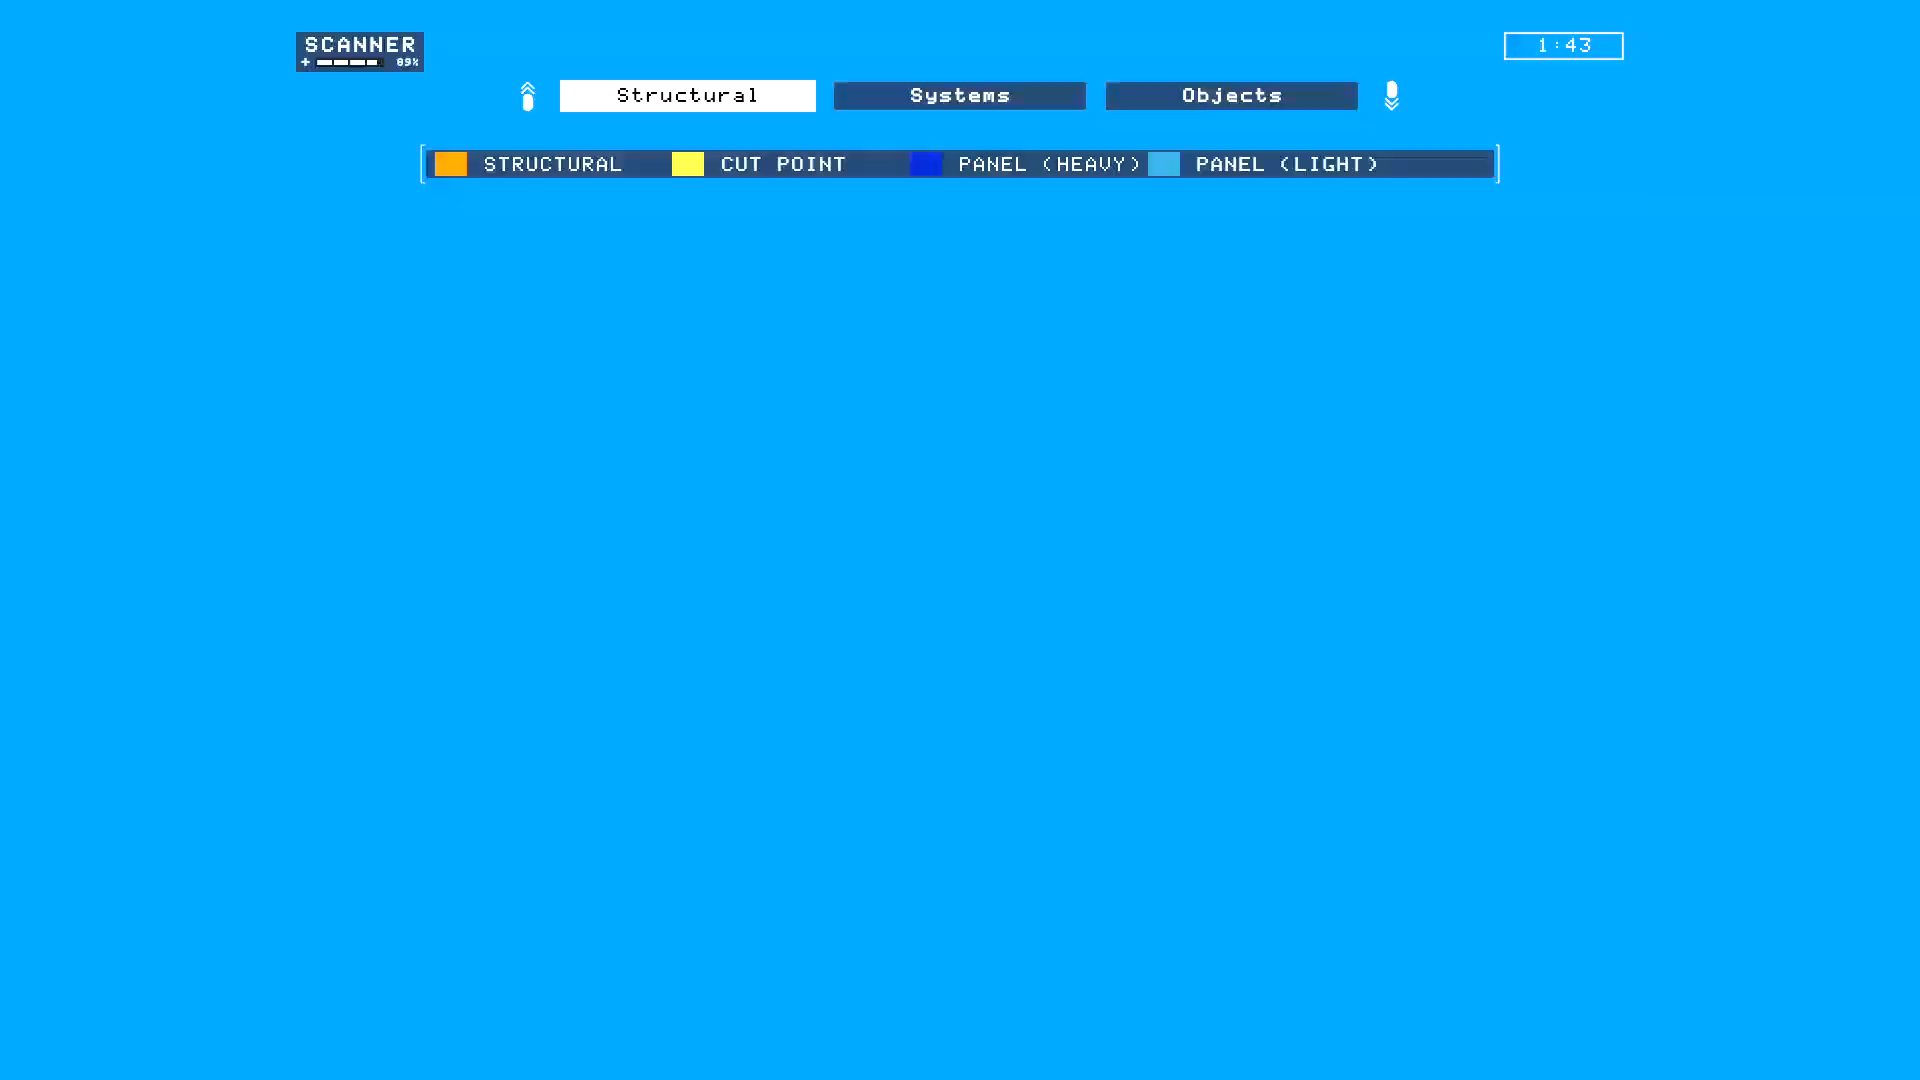 SCANNER
+ 89%
1:43
Structural Systems Objects
STRUCTURAL CUT POINT PANEL (HEAVY) PANEL (LIGHT)